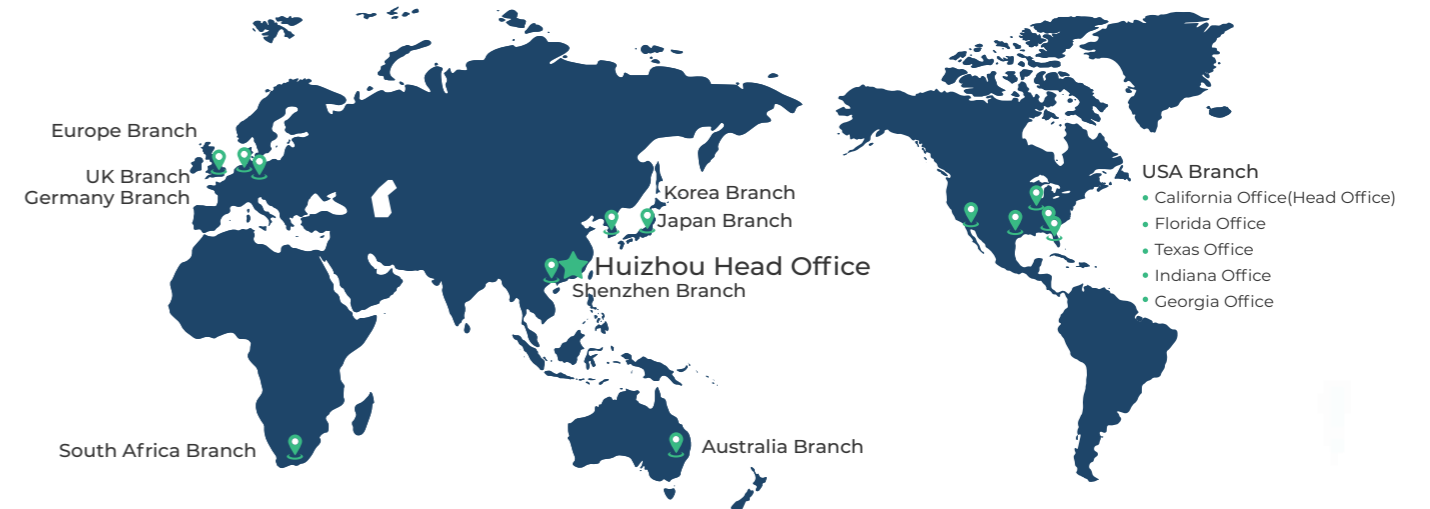 Europe Branch
UK Branch
Germany Branch
Korea Branch
Japan Branch
Huizhou Head Office
Shenzhen Branch
South Africa Branch
Australia Branch
USA Branch
• California Office(Head Office)
• Florida Office
• Texas Office
• Indiana Office
• Georgia Office